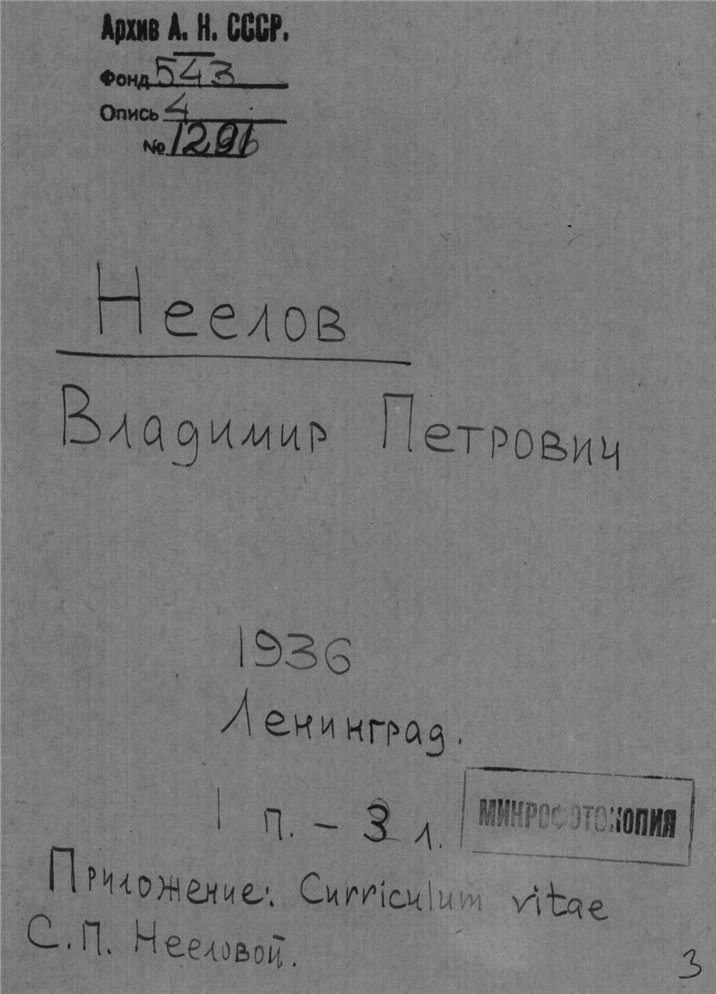 Архив А. Н. СССР.
Фонд 543
Опись 4
№ 1291
Неелов
Владимир Петрович
1936
Ленинград.
1 п. – 3 л.
МИКРОФОТОКОПИЯ
Приложение: Curriculum vitae
С.П. Нееловой.
3